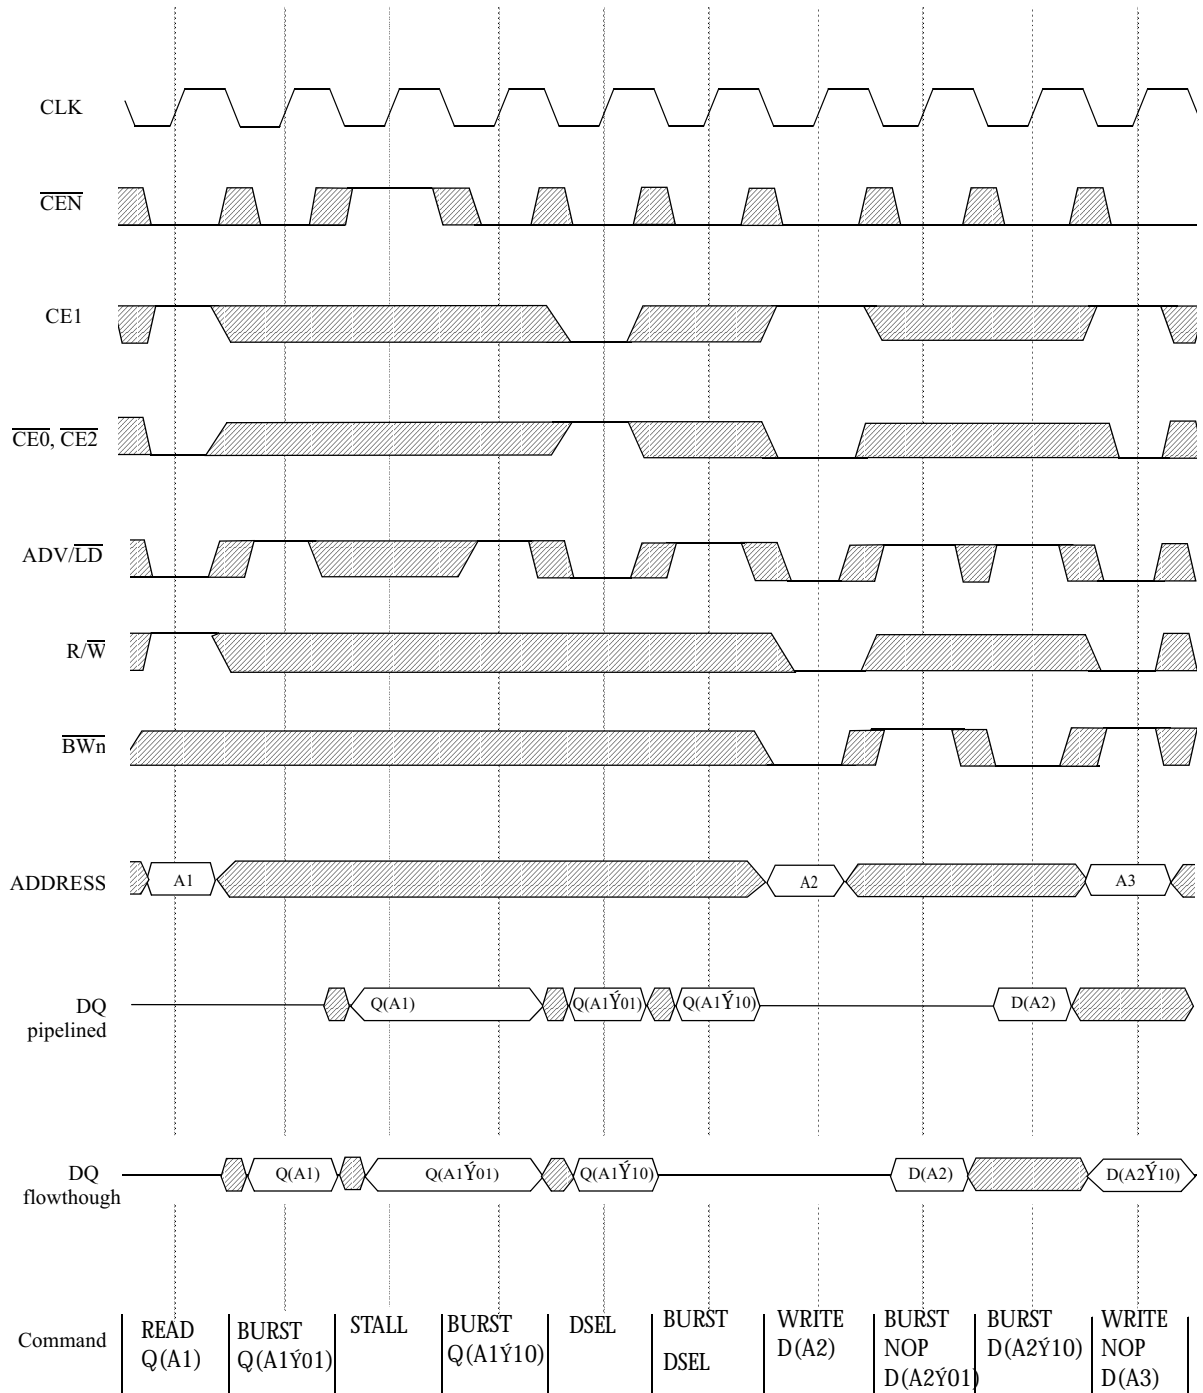 CLK
CEN
CE1
CE0, CE2
ADV/LD
R/W
BWn
ADDRESS
A1
A2
A3
DQ
pipelined
Q(A1)
Q(A1Ý01)
Q(A1Ý10)
D(A2)
DQ
flowthough
Q(A1)
Q(A1Ý01)
Q(A1Ý10)
D(A2)
D(A2Ý10)
Command
READ
Q(A1)
BURST
Q(A1Ý01)
STALL
BURST
Q(A1Ý10)
DSEL
BURST
DSEL
WRITE
D(A2)
BURST
NOP
D(A2Ý01)
BURST
D(A2Ý10)
WRITE
NOP
D(A3)